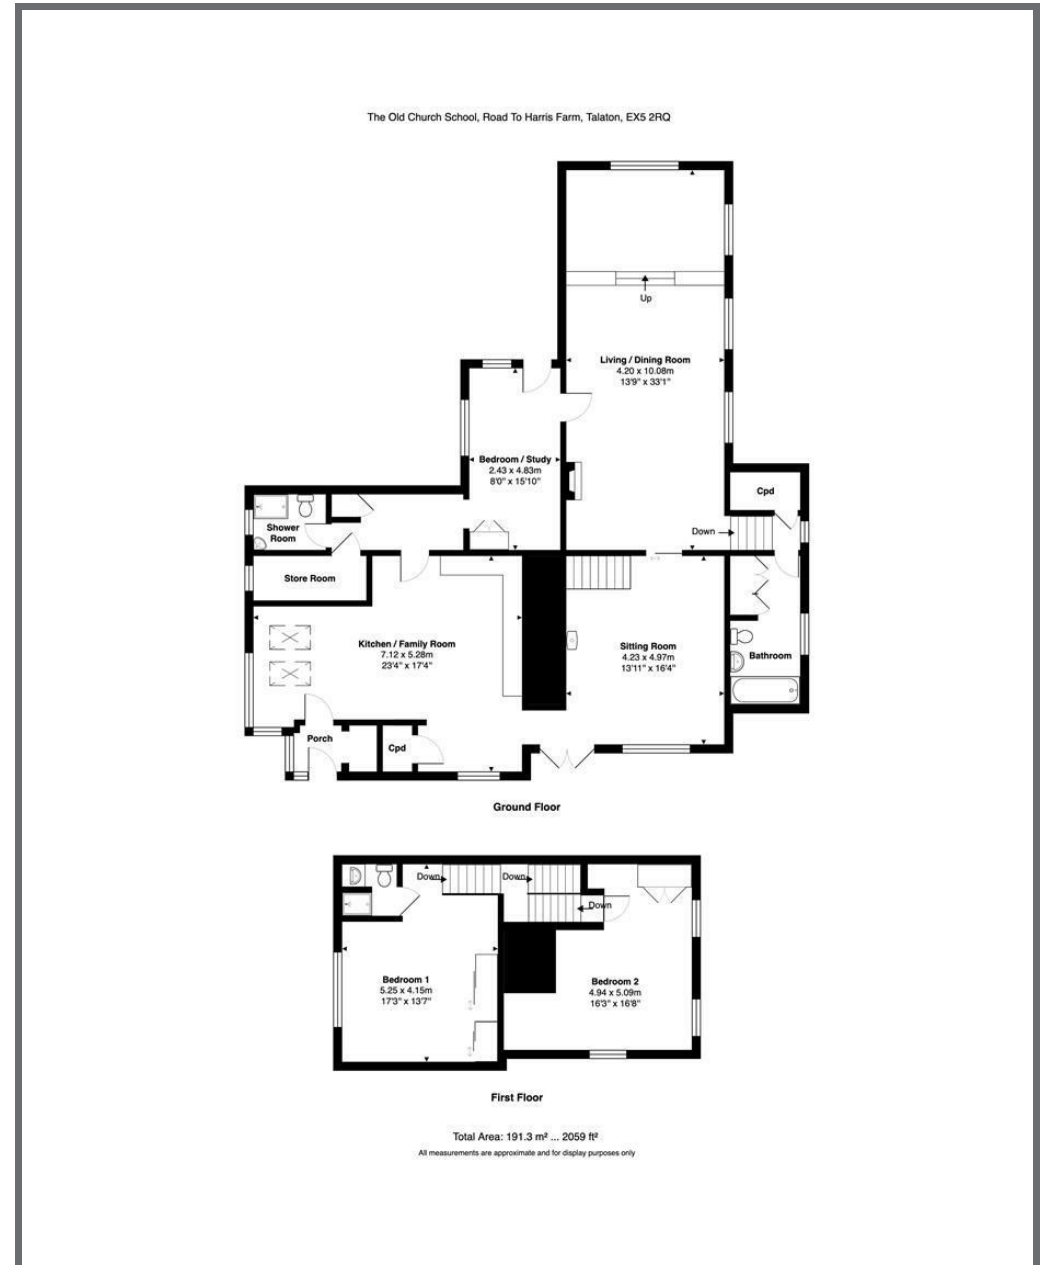 The Old Church School, Road To Harris Farm, Talaton, EX5 2RQ
Up
Living / Dining Room
4.20 x 10.08m
13'9" x 33'1"
Bedroom / Study
2.43 x 4.83m
8'0" x 15'10"
Cpd
Shower
Room
Down
Store Room
Kitchen / Family Room
7.12 x 5.28m
23'4" x 17'4"
Sitting Room
4.23 x 4.97m
13'11" x 16'4"
Bathroom
Porch
Cpd
Ground Floor
Down
Down
Down
Bedroom 1
5.25 x 4.15m
17'3" x 13'7"
Bedroom 2
4.94 x 5.09m
16'3" x 16'8"
First Floor
Total Area: 191.3 m² ... 2059 ft²
All measurements are approximate and for display purposes only